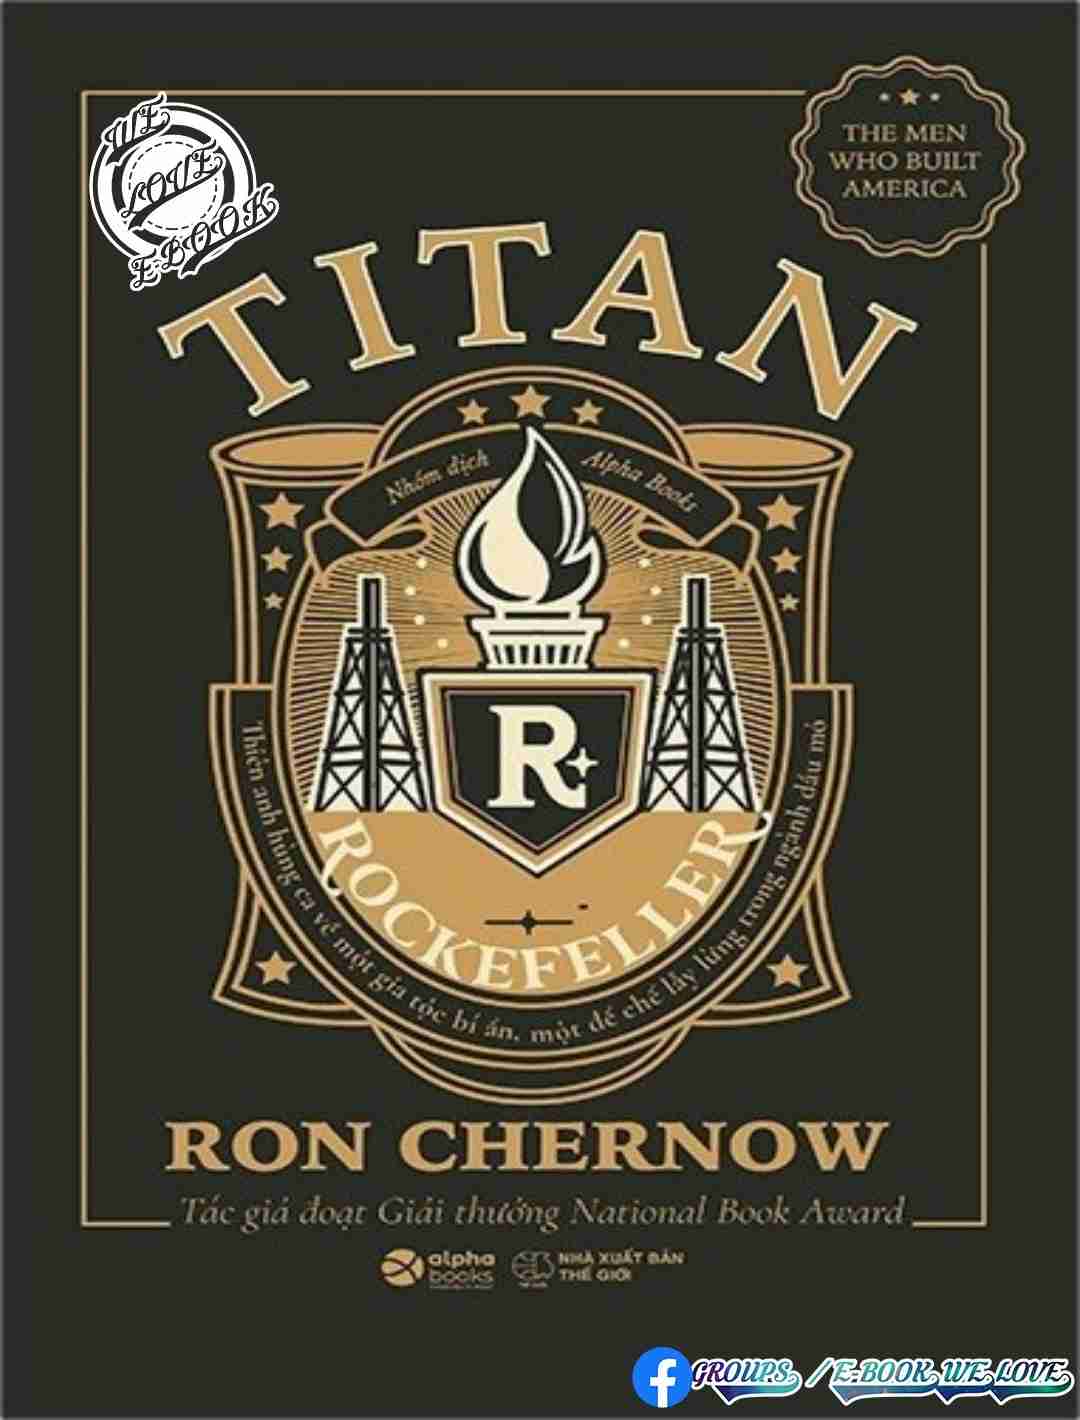 WE
LOVE
E-BOOK
THE MEN
WHO BUILT
AMERICA
TITAN
Nhóm dịch Alpha Books
R
ROCKEFELLER
Thiên anh hùng ca về một gia tộc bí ẩn, một đế chế lẫy lừng trong ngành dầu mỏ
RON CHERNOW
Tác giả đoạt Giải thưởng National Book Award
alpha
books
NHÀ XUẤT BẢN
THẾ GIỚI
GROUPS /E-BOOK WE LOVE